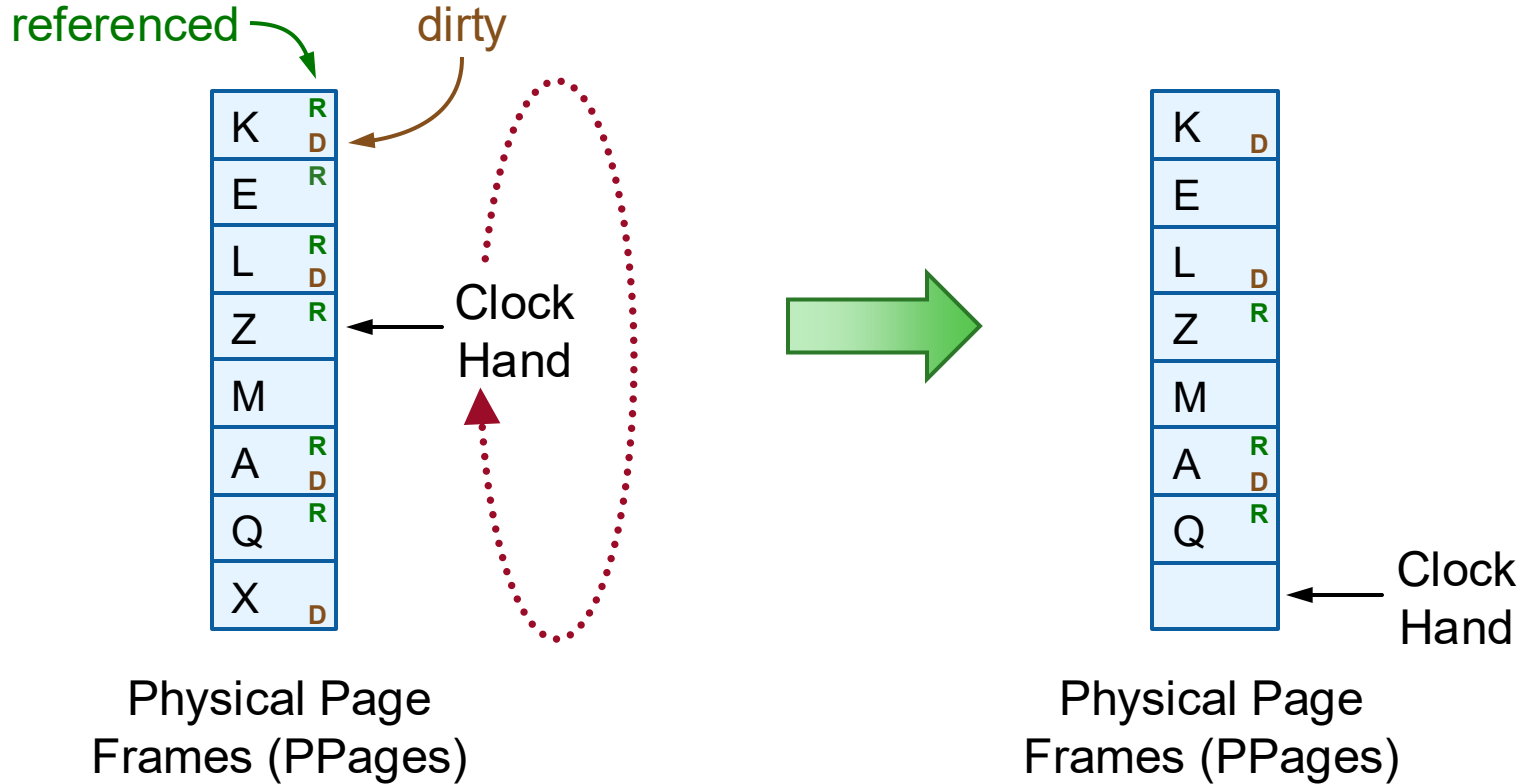 referenced
dirty
K R D
E R
L R D
Z R
M
A R D
Q R
X D
Clock
Hand
Physical Page
Frames (PPages)
K D
E
L D
Z R
M
A R D
Q R
Clock
Hand
Physical Page
Frames (PPages)